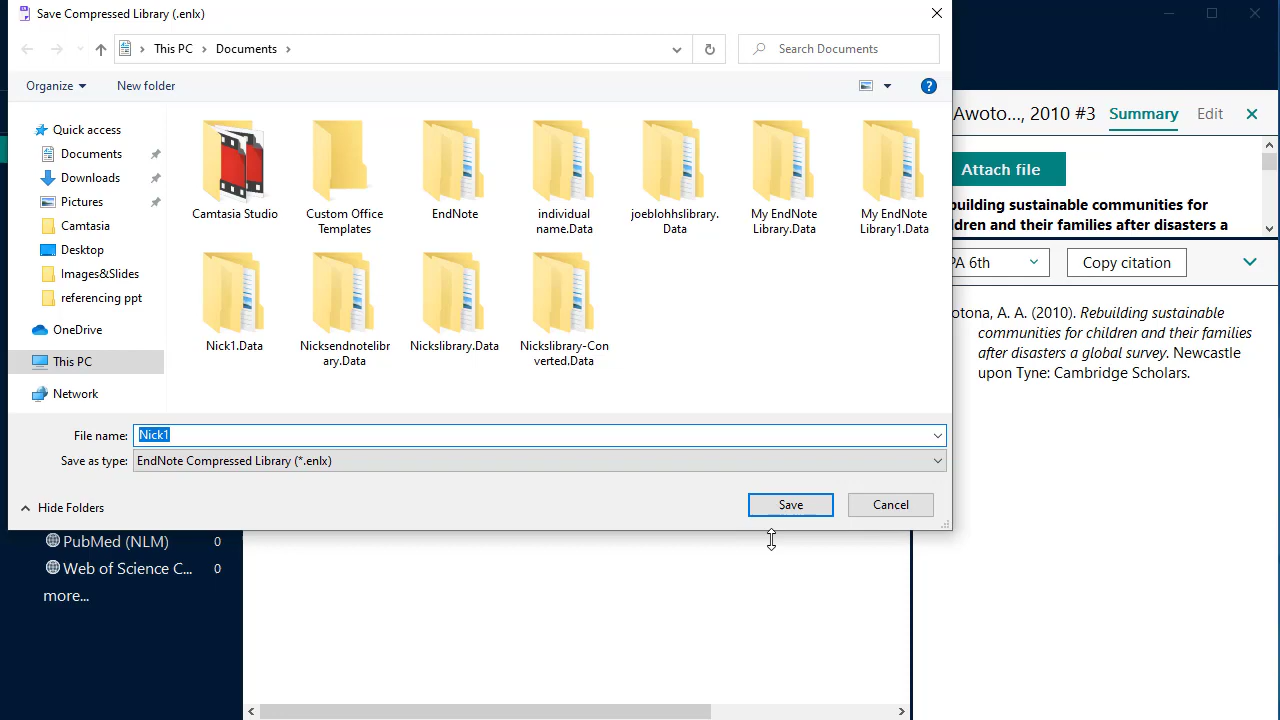 Save Compressed Library (.enlx)
This PC
Documents
Search Documents
Organize
New folder
?
Quick access
Documents
Downloads
Pictures
Camtasia
Desktop
Images&Slides
referencing ppt
OneDrive
This PC
Network
Camtasia Studio
Custom Office
Templates
EndNote
individual
name.Data
joeblohhslibrary.
Data
My EndNote
Library.Data
My EndNote
Library1.Data
Nick1.Data
Nicksendnotelibr
ary.Data
Nickslibrary.Data
Nickslibrary-Con
verted.Data
File name: Nick1
Save as type: EndNote Compressed Library (*.enlx)
Hide Folders
Save
Cancel
PubMed (NLM) 0
Web of Science C... 0
more...
Awoto..., 2010 #3
Summary
Edit
Attach file
building sustainable communities for
dren and their families after disasters a
PA 6th
Copy citation
otona, A. A. (2010). Rebuilding sustainable
communities for children and their families
after disasters a global survey. Newcastle
upon Tyne: Cambridge Scholars.